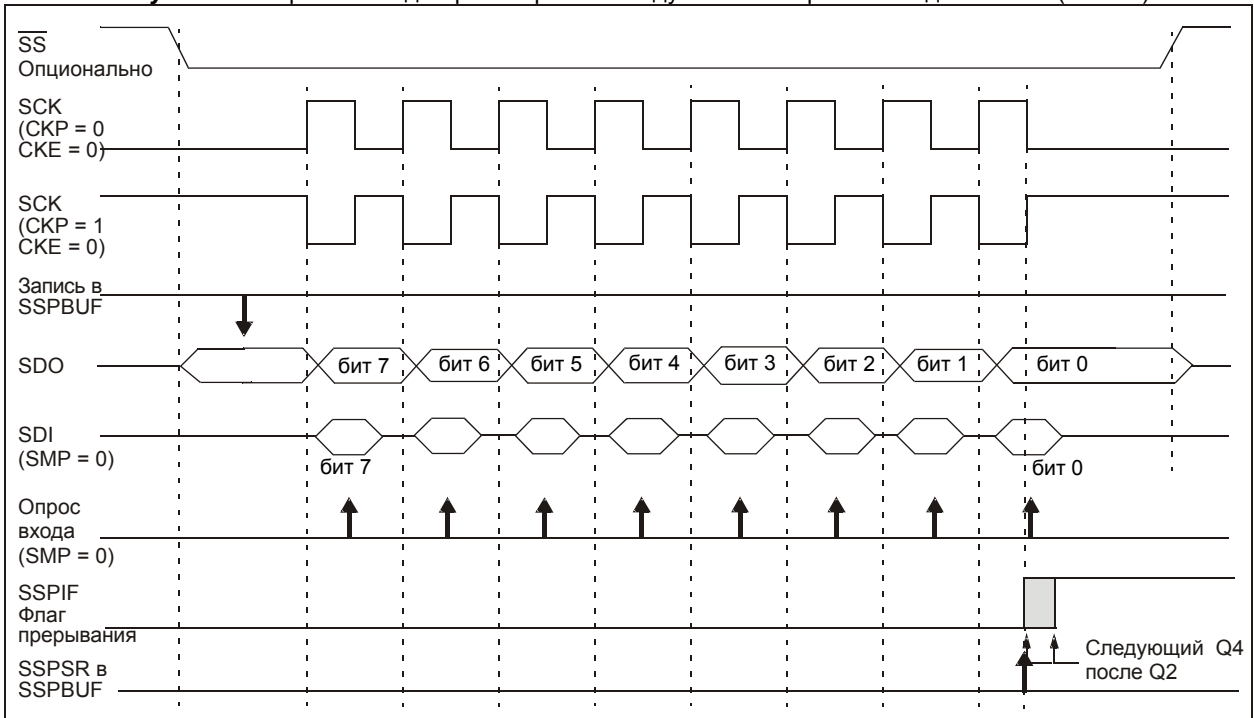 SS
Опционально
SCK
(CKP = 0
CKE = 0)
SCK
(CKP = 1
CKE = 0)
Запись в
SSPBUF
SDO
бит 7 бит 6 бит 5 бит 4 бит 3 бит 2 бит 1 бит 0
SDI
(SMP = 0)
бит 7 бит 0
Опрос
входа
(SMP = 0)
SSPIF
Флаг
прерывания
Следующий Q4
после Q2
SSPSR в
SSPBUF